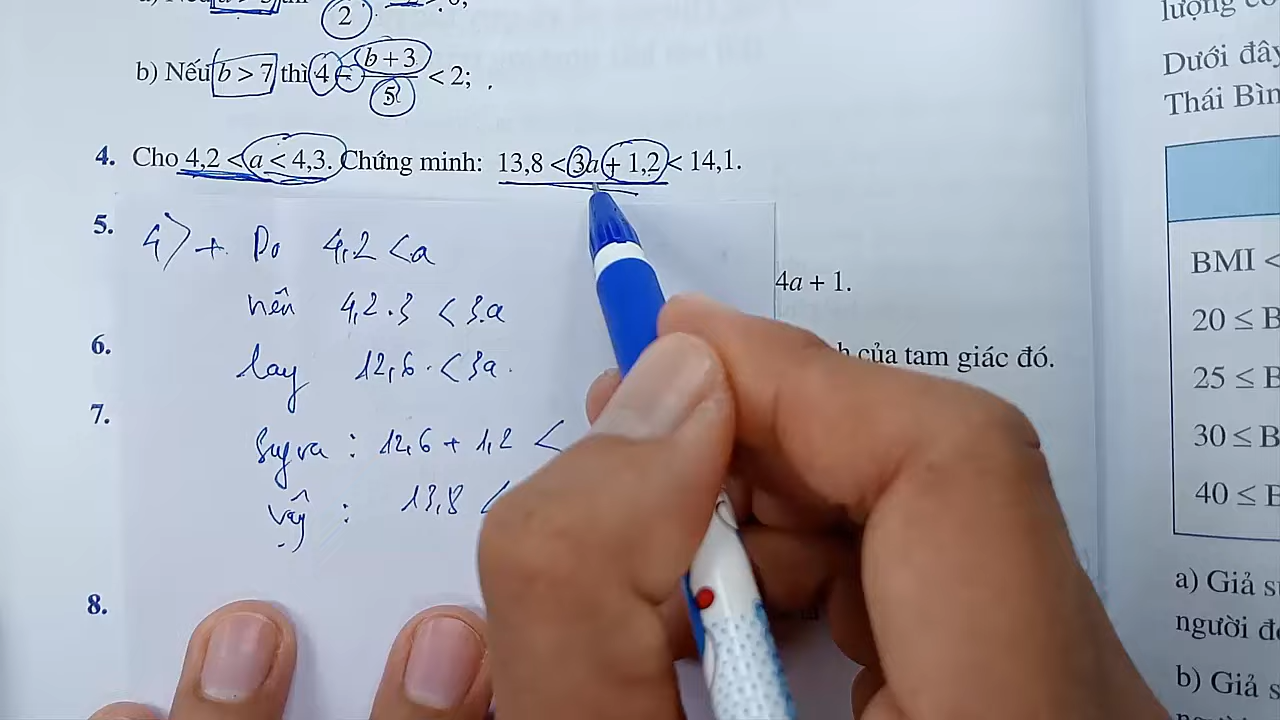 2
b) Nếu b > 7 thì 4 - b + 3 / 5 < 2;
4. Cho 4,2 < a < 4,3. Chứng minh: 13,8 < 3a + 1,2 < 14,1.
5.
4) + Do 4,2 < a
4a + 1.
nên 4,2 . 3 < 3.a
6.
hay 12,6 . < 3a.
của tam giác đó.
7.
Suy ra : 12,6 + 1,2 <
vậy : 13,8 <
8.
lượng
Dưới đây
Thái Bìn
BMI <
20 ≤ B
25 ≤ B
30 ≤ B
40 ≤ B
a) Giả s
người đ
b) Giả s